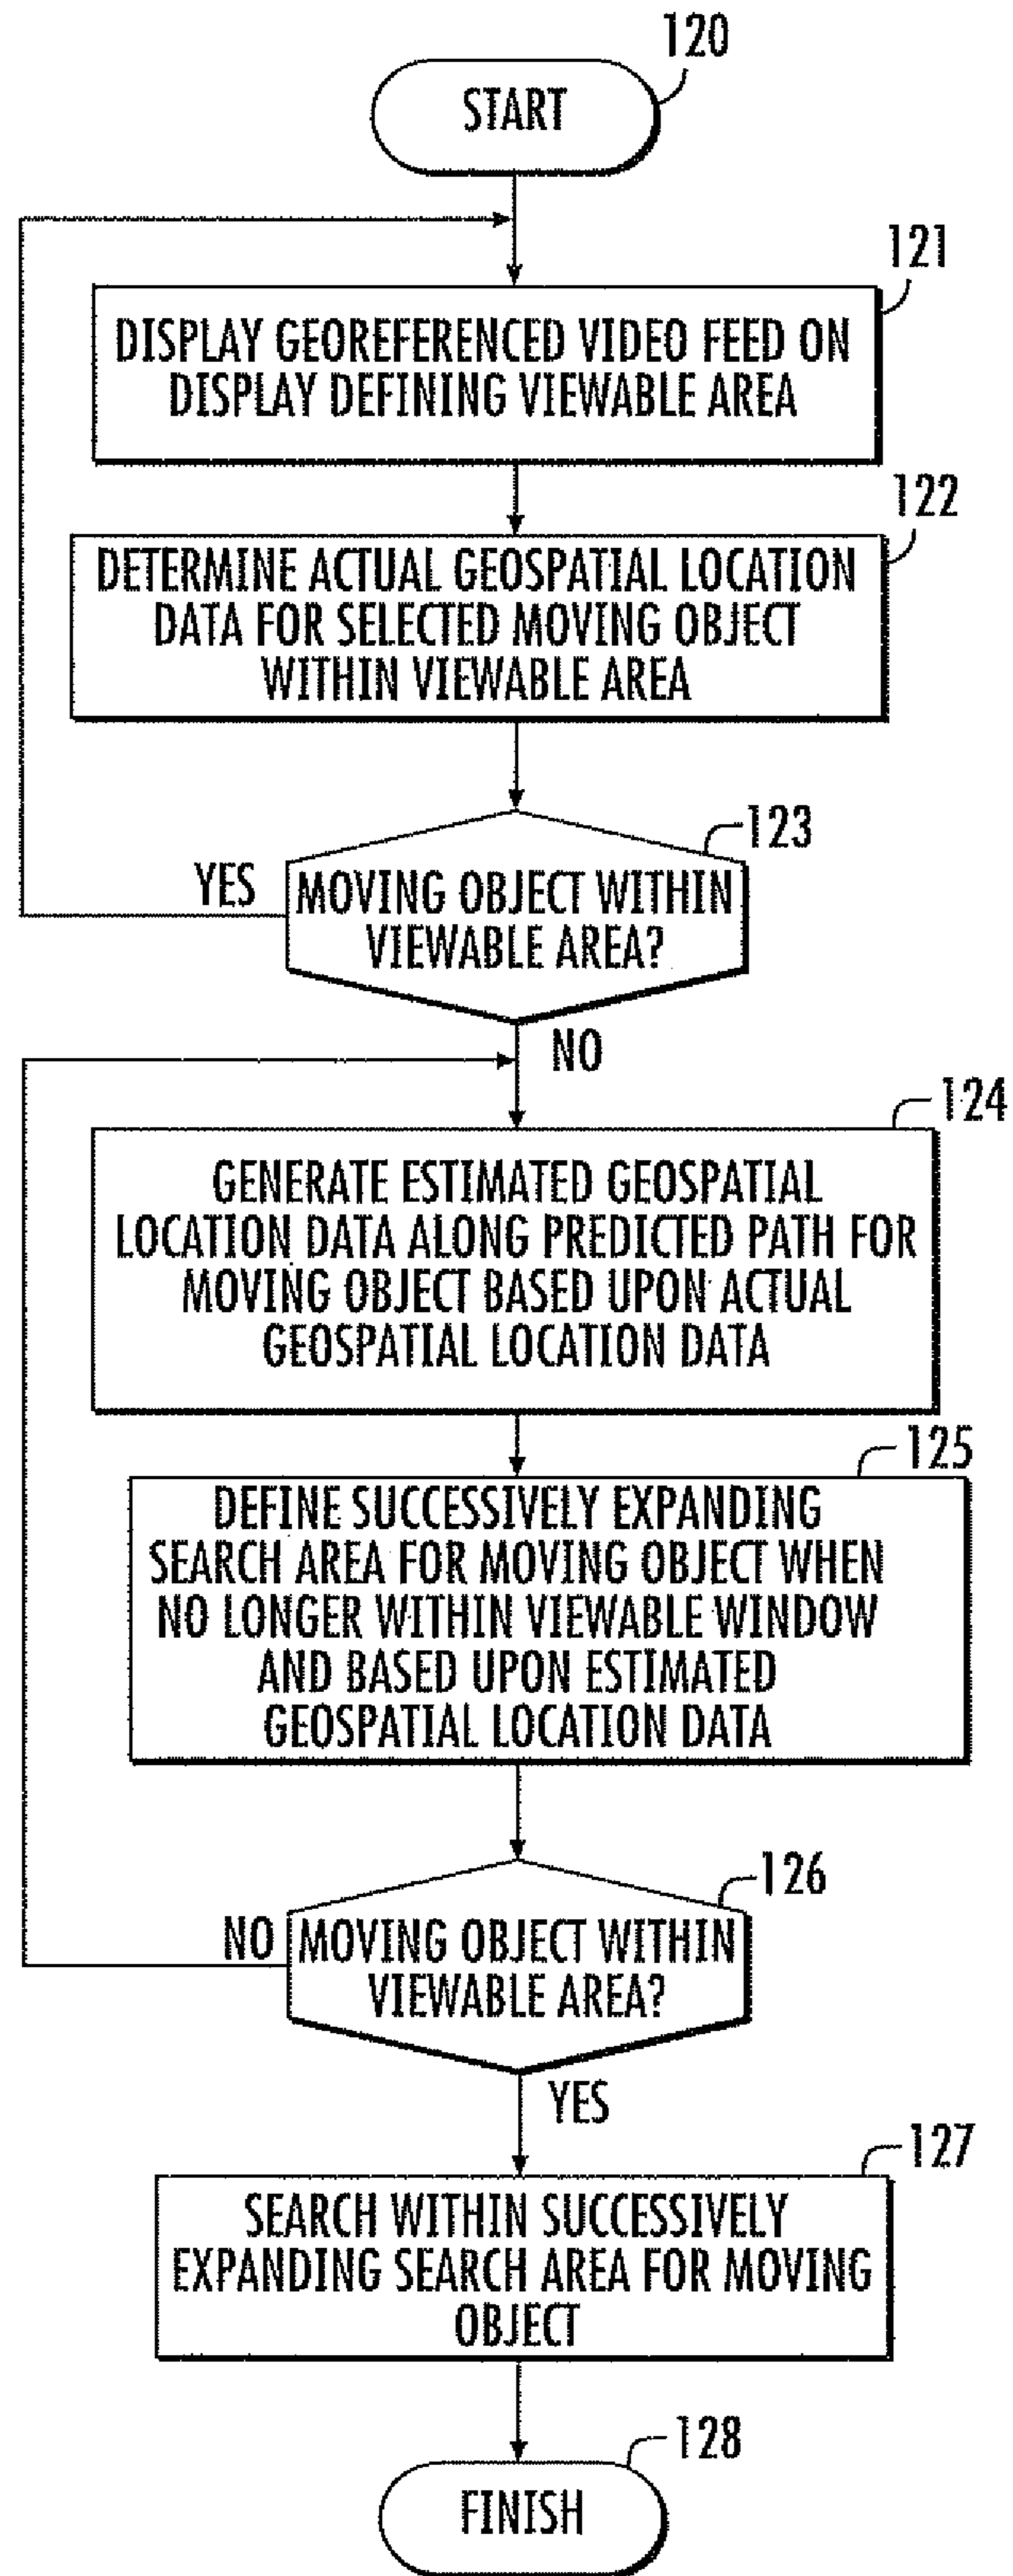 120
START
121
DISPLAY GEOREFERENCED VIDEO FEED ON
DISPLAY DEFINING VIEWABLE AREA
122
DETERMINE ACTUAL GEOSPATIAL LOCATION
DATA FOR SELECTED MOVING OBJECT
WITHIN VIEWABLE AREA
123
YES
MOVING OBJECT WITHIN
VIEWABLE AREA?
NO
124
GENERATE ESTIMATED GEOSPATIAL
LOCATION DATA ALONG PREDICTED PATH FOR
MOVING OBJECT BASED UPON ACTUAL
GEOSPATIAL LOCATION DATA
125
DEFINE SUCCESSIVELY EXPANDING
SEARCH AREA FOR MOVING OBJECT WHEN
NO LONGER WITHIN VIEWABLE WINDOW
AND BASED UPON ESTIMATED
GEOSPATIAL LOCATION DATA
126
NO
MOVING OBJECT WITHIN
VIEWABLE AREA?
YES
127
SEARCH WITHIN SUCCESSIVELY
EXPANDING SEARCH AREA FOR MOVING
OBJECT
128
FINISH